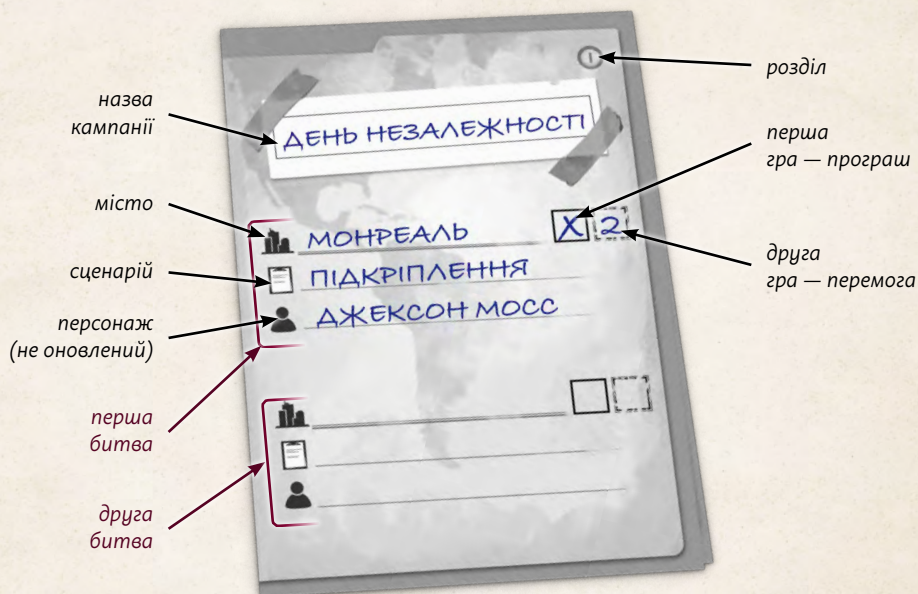 назва
кампанії
місто
сценарій
персонаж
(не оновлений)
перша
битва
друга
битва
I
ДЕНЬ НЕЗАЛЕЖНОСТІ
МОНРЕАЛЬ
X 2
ПІДКРІПЛЕННЯ
ДЖЕКСОН МОСС
розділ
перша
гра — програш
друга
гра — перемога